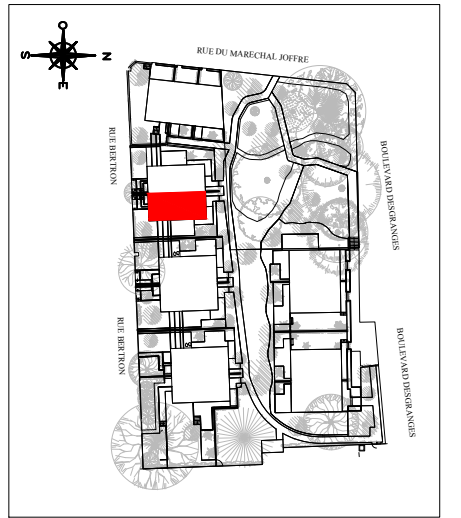 RUE DU MARECHAL JOFFRE
O
S
N
E
RUE BERTRON
BOULEVARD DESGRANGES
RUE BERTRON
BOULEVARD DESGRANGES